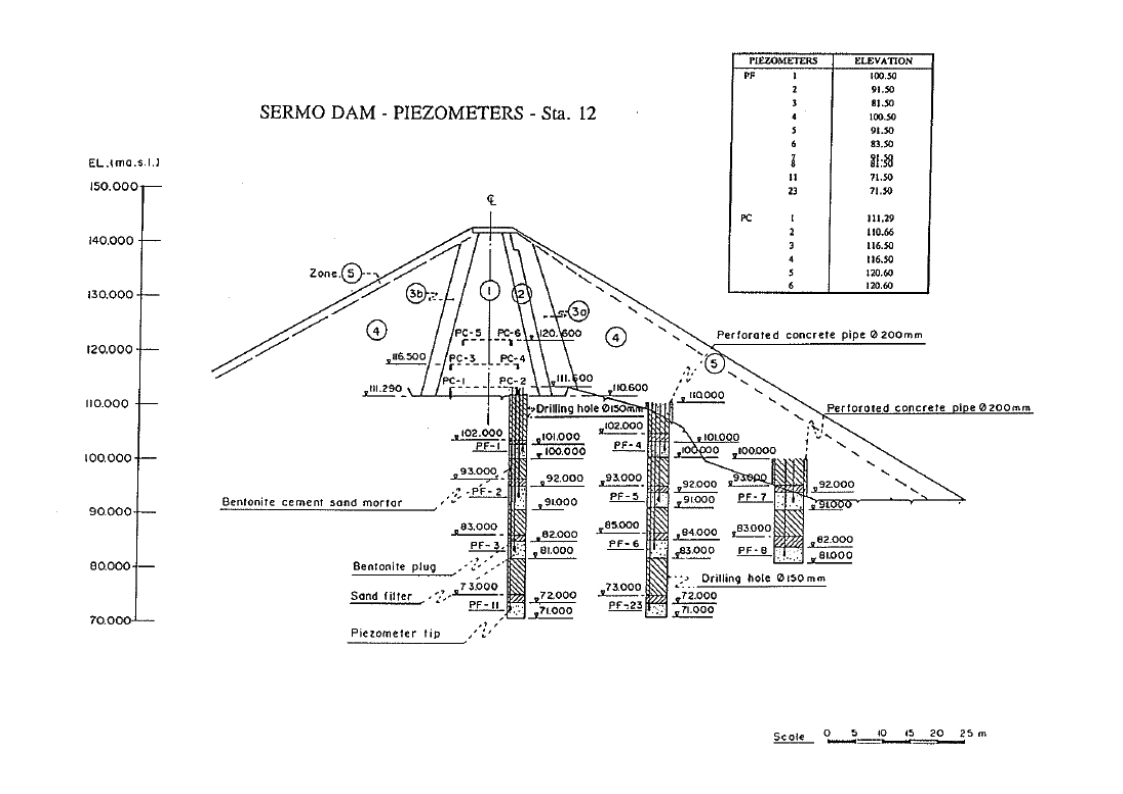 PIEZOMETERS ELEVATION
PF 1 100.50
2 91.50
3 81.50
4 100.50
5 91.50
6 83.50
7 91.50
8 81.50
11 71.50
23 71.50
PC 1 111.29
2 110.66
3 116.50
4 116.50
5 120.60
6 120.60
SERMO DAM - PIEZOMETERS - Sta. 12
EL.(ma.s.l.)
150.000
140.000
130.000
120.000
110.000
100.000
90.000
80.000
70.000
℄
Zone 5
3b
1
2
3a
4
4
5
PC-5 PC-6 120.600
116.500 PC-3 PC-4
PC-1 PC-2 111.600
111.290
110.600
110.000
Perforated concrete pipe Ø 200mm
Perforated concrete pipe Ø 200mm
Drilling hole Ø150mm
102.000 101.000
PF-1 100.000
93.000 92.000
PF-2 91.000
Bentonite cement sand mortar
83.000 82.000
PF-3 81.000
Bentonite plug
73.000 72.000
Sand filter
PF-11 71.000
Piezometer tip
102.000 101.000
PF-4 100.000
93.000 92.000
PF-5 91.000
85.000 84.000
PF-6 83.000
Drilling hole Ø 150 mm
73.000 72.000
PF-23 71.000
100.000
93.000 92.000
PF-7 91.000
83.000 82.000
PF-8 81.000
Scale 0 5 10 15 20 25 m